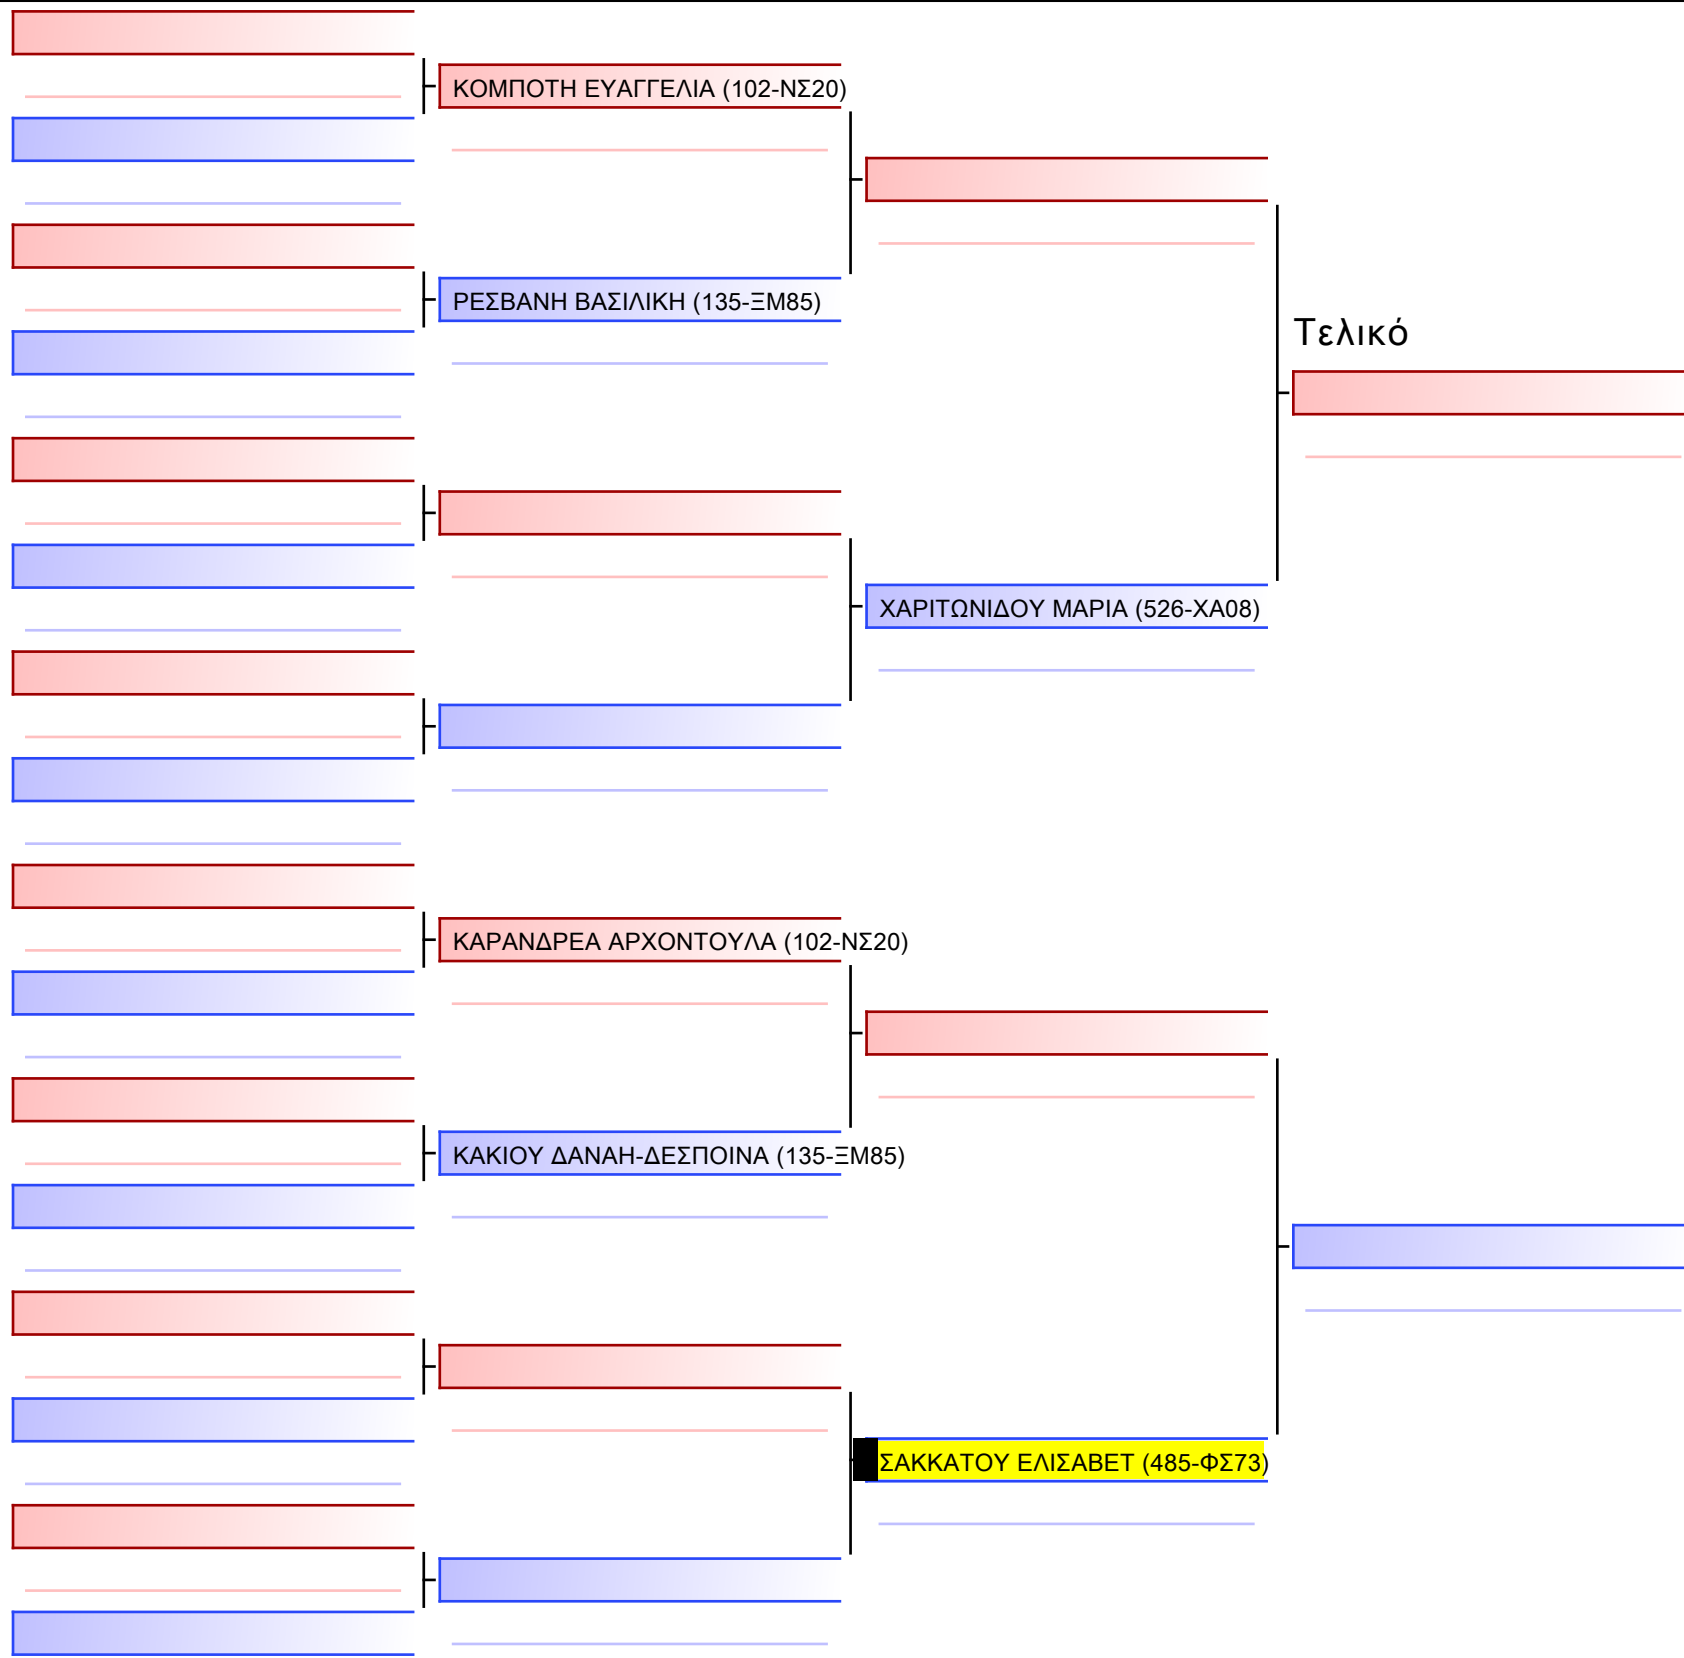 ΚΟΜΠΟΤΗ ΕΥΑΓΓΕΛΙΑ (102-ΝΣ20)
ΡΕΣΒΑΝΗ ΒΑΣΙΛΙΚΗ (135-ΞΜ85)
Τελικό
ΧΑΡΙΤΩΝΙΔΟΥ ΜΑΡΙΑ (526-ΧΑ08)
ΚΑΡΑΝΔΡΕΑ ΑΡΧΟΝΤΟΥΛΑ (102-ΝΣ20)
ΚΑΚΙΟΥ ΔΑΝΑΗ-ΔΕΣΠΟΙΝΑ (135-ΞΜ85)
ΣΑΚΚΑΤΟΥ ΕΛΙΣΑΒΕΤ (485-ΦΣ73)